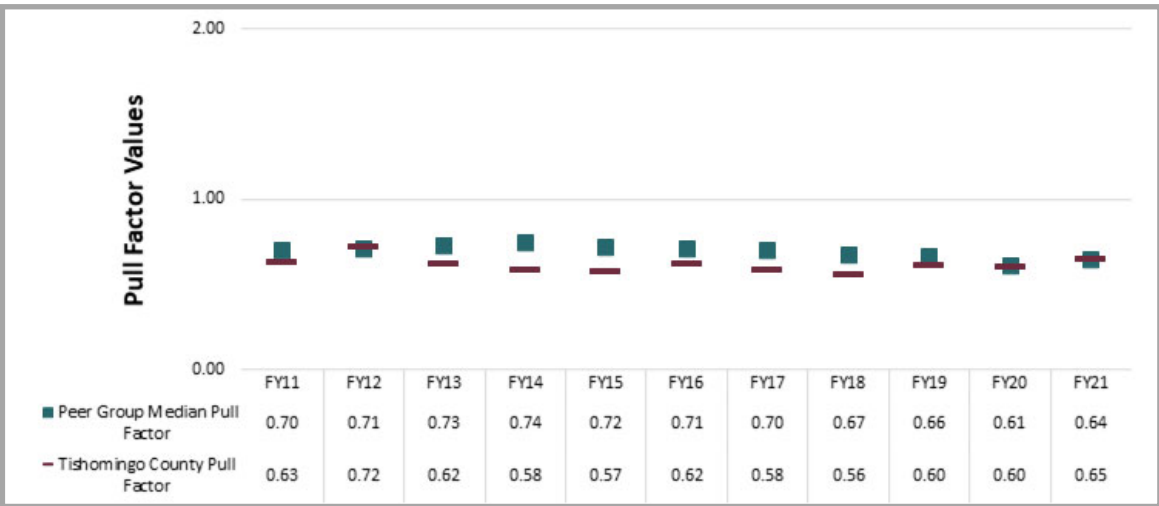 2.00
Pull Factor Values
1.00
0.00
FY11 FY12 FY13 FY14 FY15 FY16 FY17 FY18 FY19 FY20 FY21
Peer Group Median Pull
Factor
0.70 0.71 0.73 0.74 0.72 0.71 0.70 0.67 0.66 0.61 0.64
Tishomingo County Pull
Factor
0.63 0.72 0.62 0.58 0.57 0.62 0.58 0.56 0.60 0.60 0.65